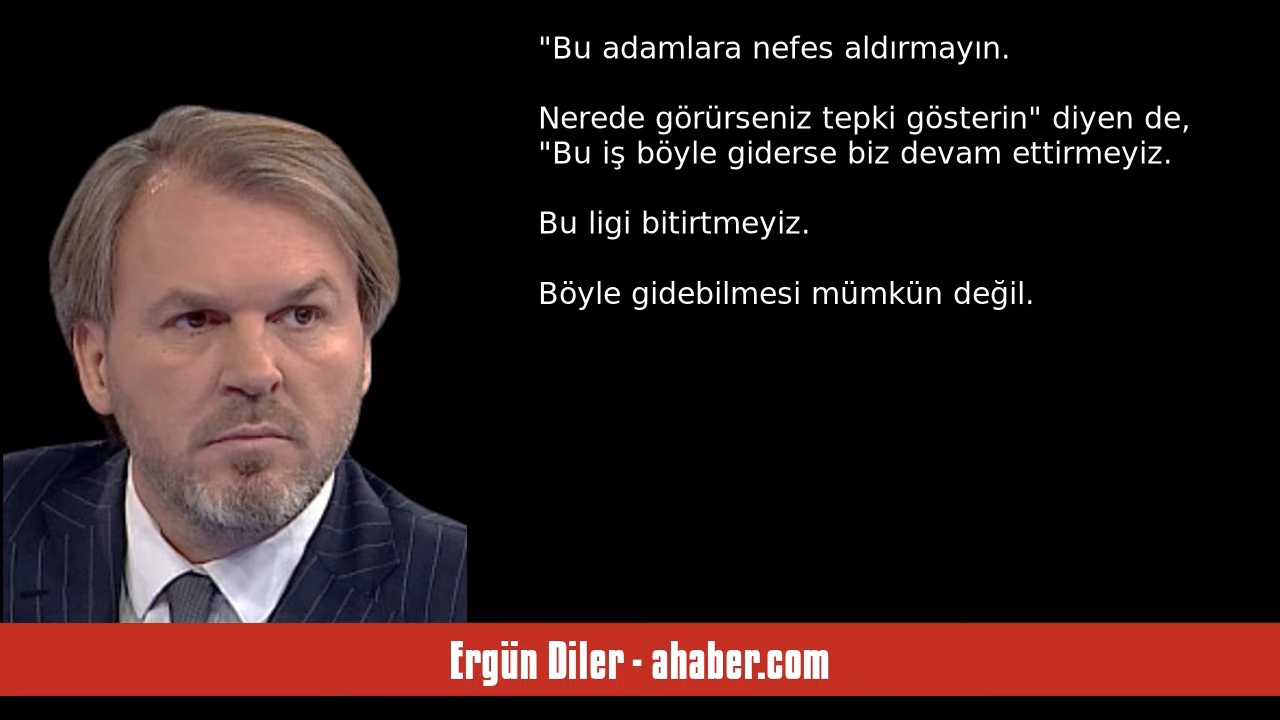 "Bu adamlara nefes aldırmayın.
Nerede görürseniz tepki gösterin" diyen de,
"Bu iş böyle giderse biz devam ettirmeyiz.
Bu ligi bitirtmeyiz.
Böyle gidebilmesi mümkün değil.
Ergün Diler - ahaber.com